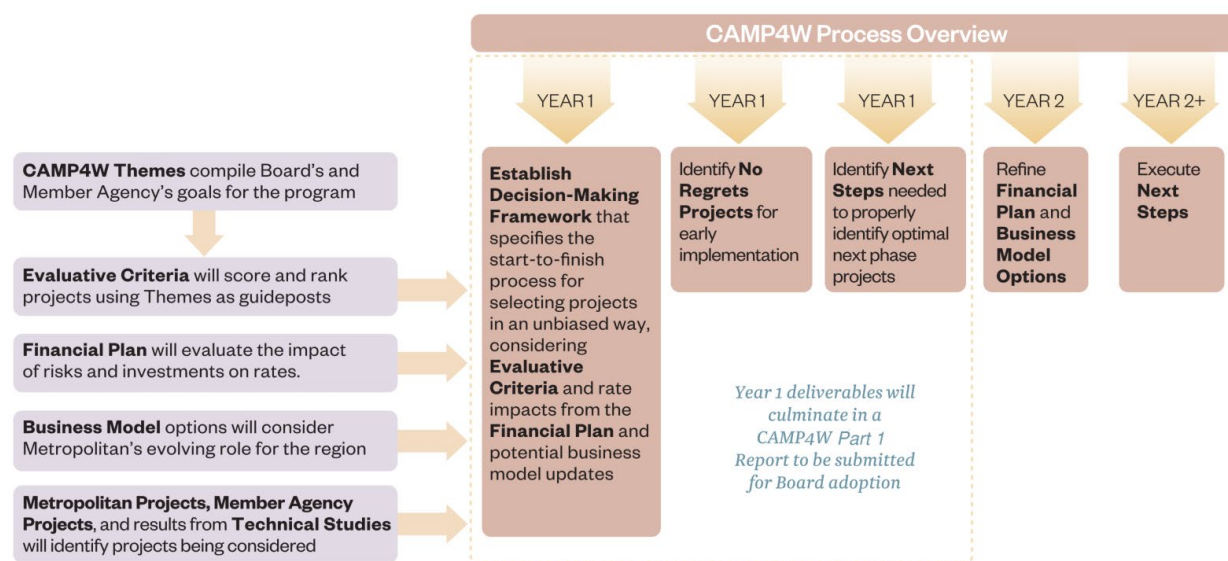 CAMP4W Process Overview
YEAR 1
YEAR 1
YEAR 1
YEAR 2
YEAR 2+
CAMP4W Themes compile Board's and
Member Agency's goals for the program
Evaluative Criteria will score and rank
projects using Themes as guideposts
Financial Plan will evaluate the impact
of risks and investments on rates.
Business Model options will consider
Metropolitan's evolving role for the region
Metropolitan Projects, Member Agency
Projects, and results from Technical Studies
will identify projects being considered
Establish
Decision-Making
Framework that
specifies the
start-to-finish
process for
selecting projects
in an unbiased way,
considering
Evaluative
Criteria and rate
impacts from the
Financial Plan and
potential business
model updates
Identify No
Regrets
Projects for
early
implementation
Identify Next
Steps needed
to properly
identify optimal
next phase
projects
Refine
Financial
Plan and
Business
Model
Options
Execute
Next
Steps
Year 1 deliverables will
culminate in a
CAMP4W Part 1
Report to be submitted
for Board adoption